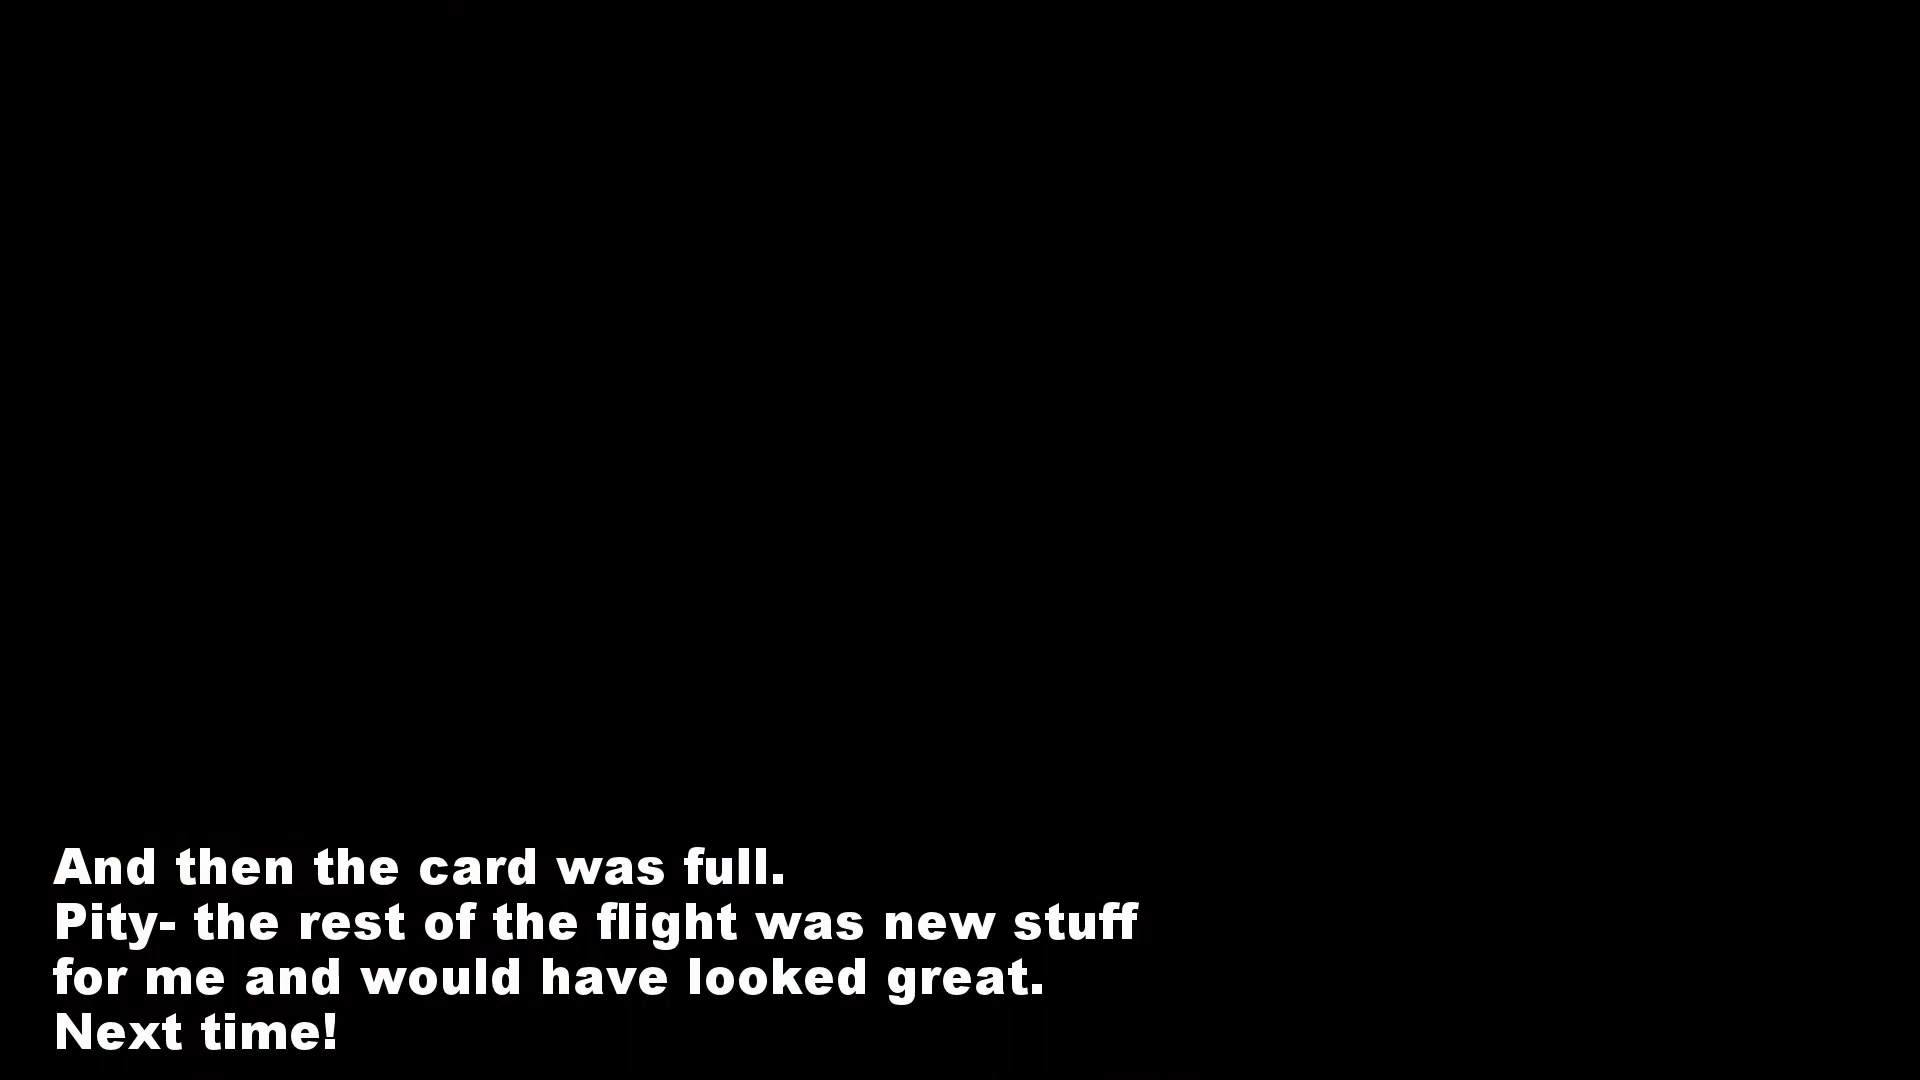 And then the card was full.
Pity- the rest of the flight was new stuff
for me and would have looked great.
Next time!